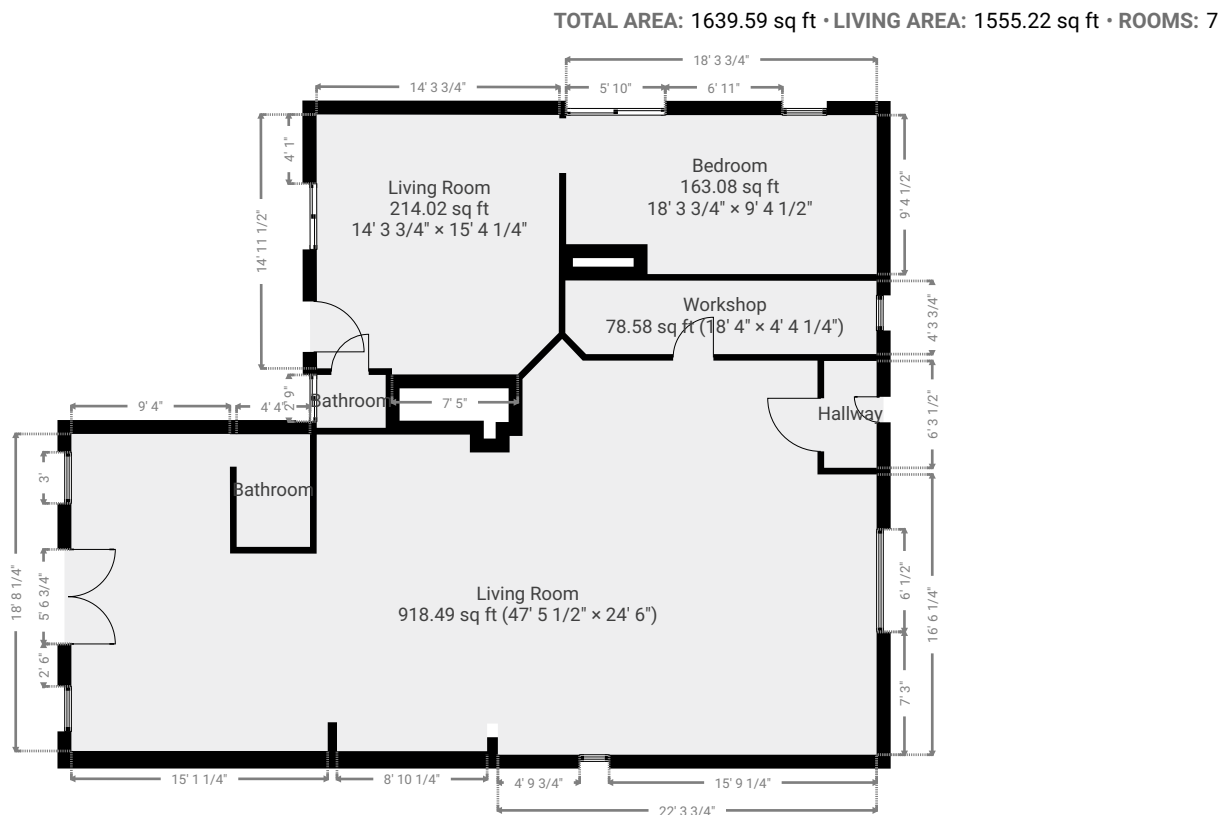 TOTAL AREA: 1639.59 sq ft • LIVING AREA: 1555.22 sq ft • ROOMS: 7
18' 3 3/4"
14' 3 3/4"
5' 10"
6' 11"
4' 1"
14' 11 1/2"
9' 4 1/2"
Living Room
214.02 sq ft
14' 3 3/4" × 15' 4 1/4"
Bedroom
163.08 sq ft
18' 3 3/4" × 9' 4 1/2"
Workshop
78.58 sq ft (18' 4" × 4' 4 1/4")
4' 3 3/4"
2' 9"
Bathroom
7' 5"
9' 4"
4' 4"
Hallway
6' 3 1/2"
3'
Bathroom
18' 8 1/4"
5' 6 3/4"
2' 6"
Living Room
918.49 sq ft (47' 5 1/2" × 24' 6")
6' 1/2"
16' 6 1/4"
7' 3"
15' 1 1/4"
8' 10 1/4"
4' 9 3/4"
15' 9 1/4"
22' 3 3/4"